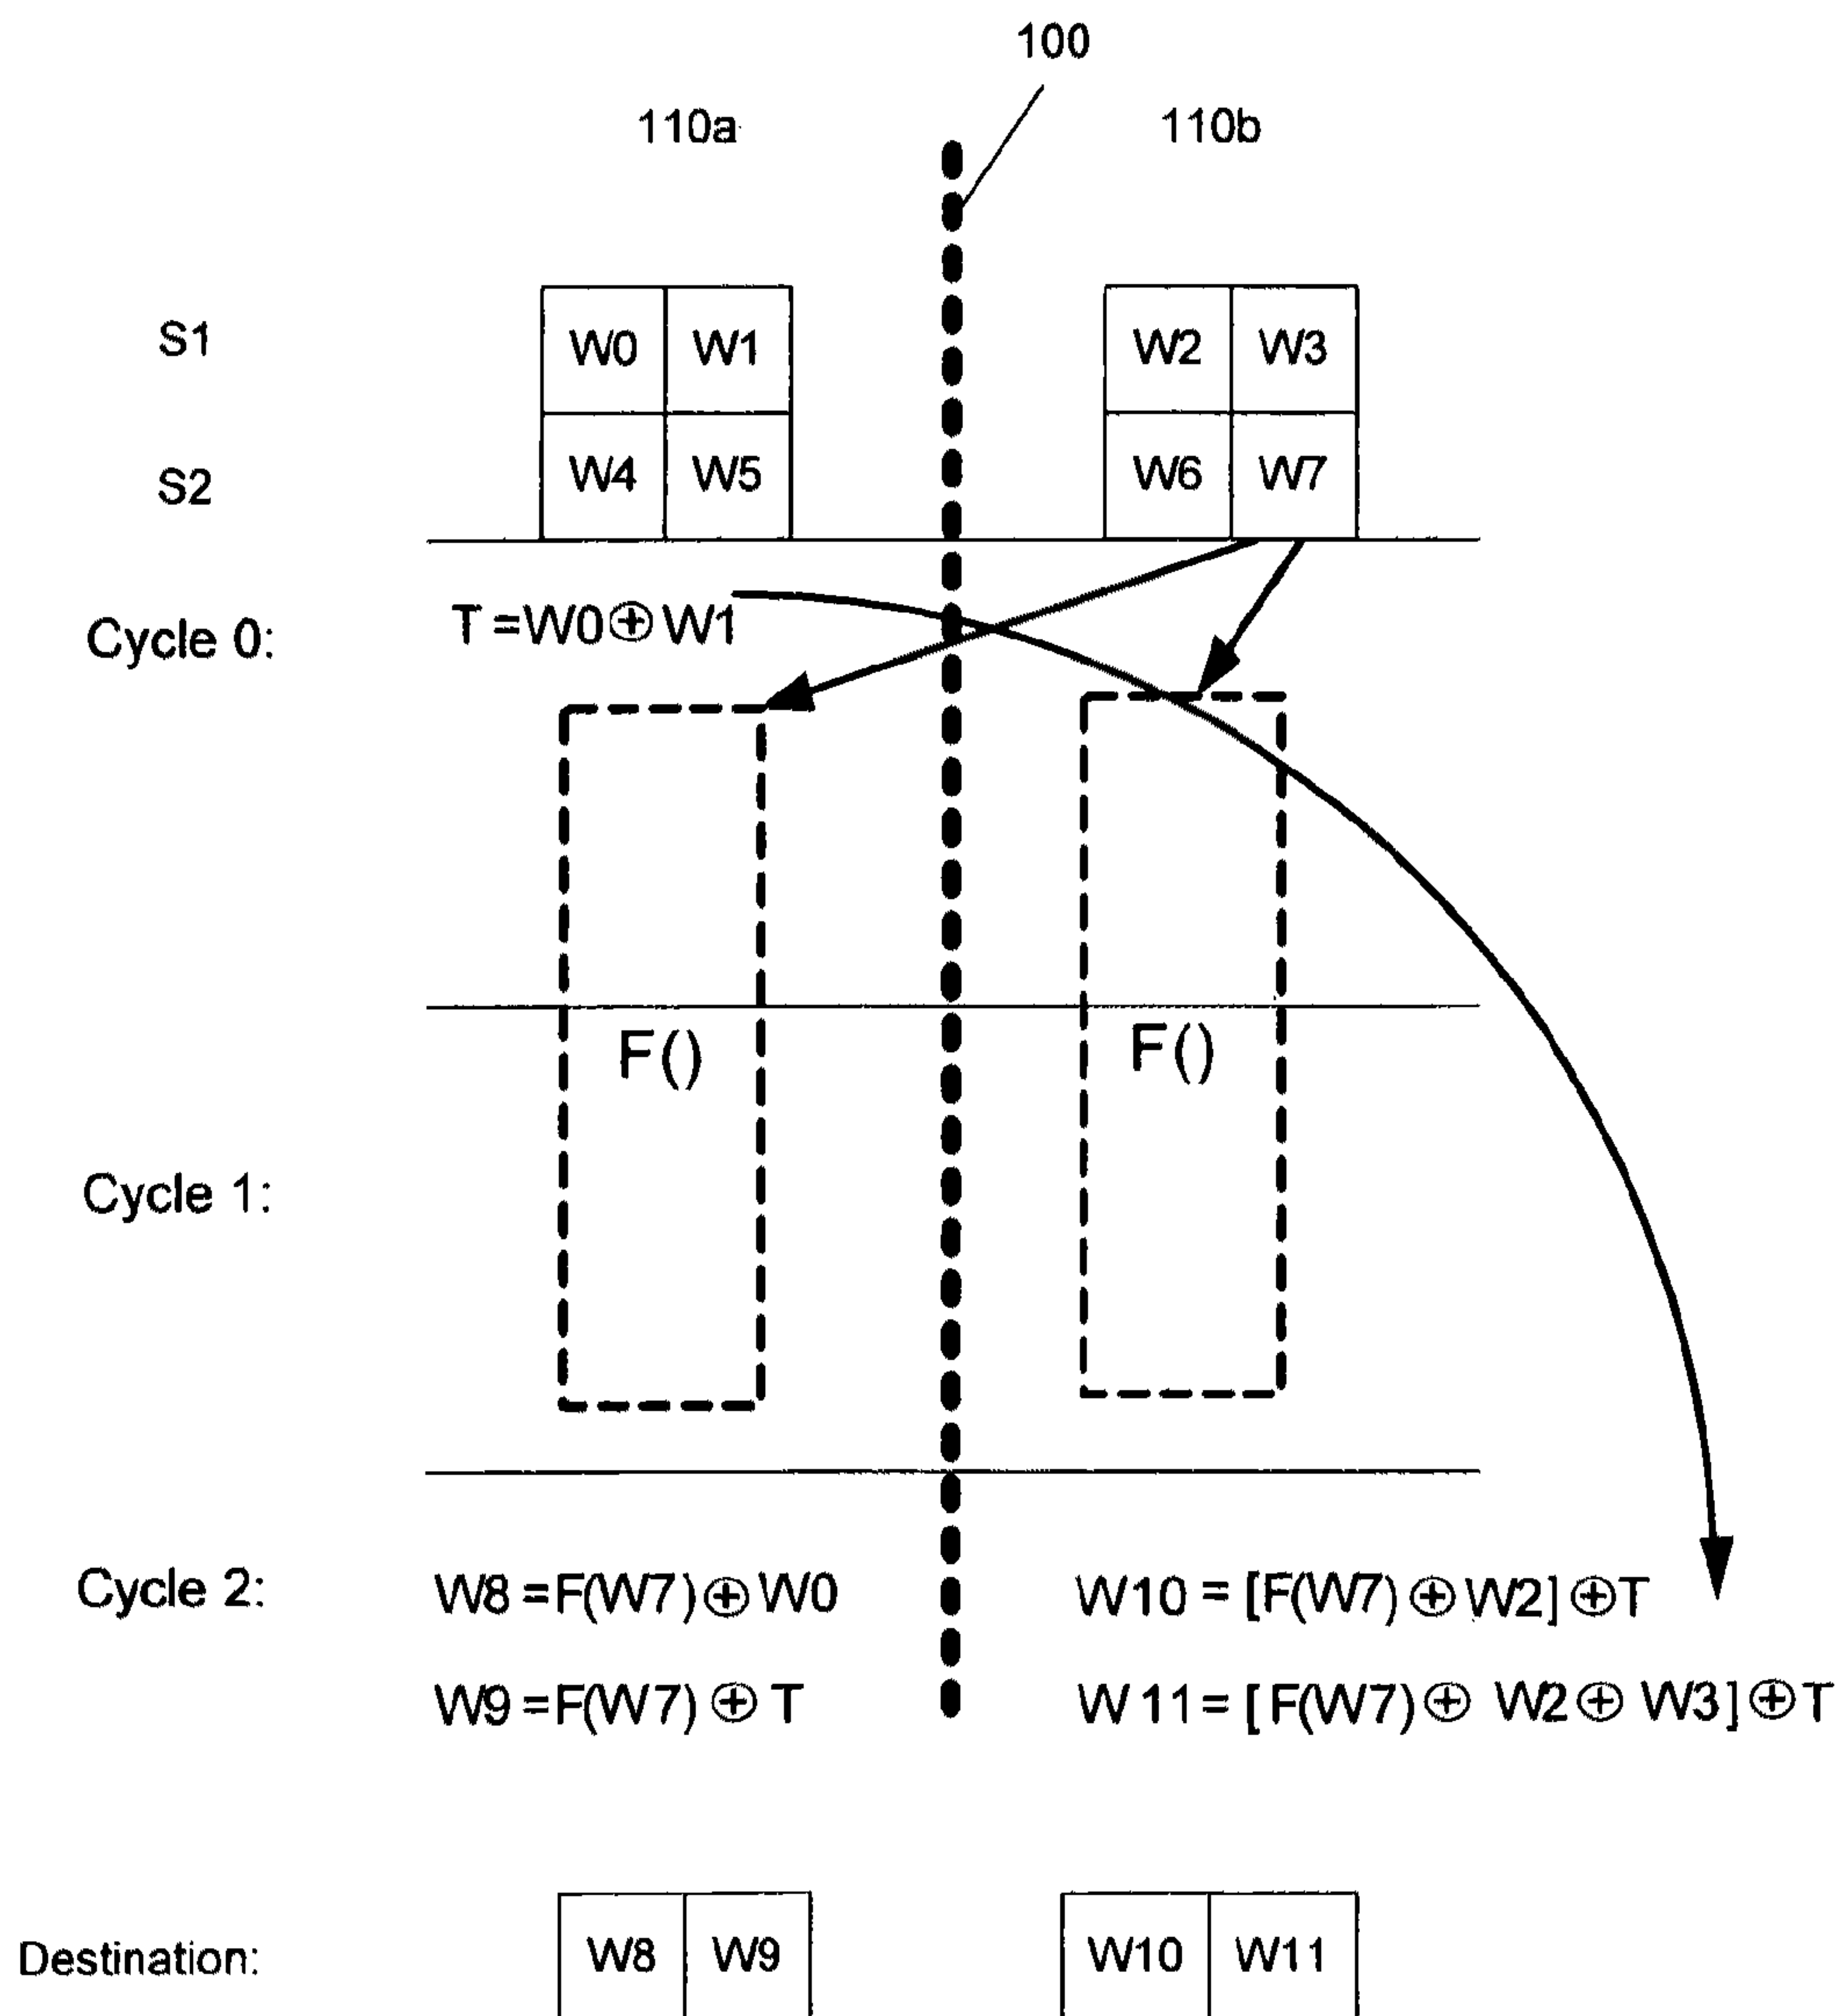 100
110a 110b
S1 W0 W1 W2 W3
S2 W4 W5 W6 W7
Cycle 0: T=W0⊕W1
F() F()
Cycle 1:
Cycle 2: W8=F(W7)⊕W0 W10=[F(W7)⊕W2]⊕T
W9=F(W7)⊕T W11=[F(W7)⊕W2⊕W3]⊕T
Destination: W8 W9 W10 W11